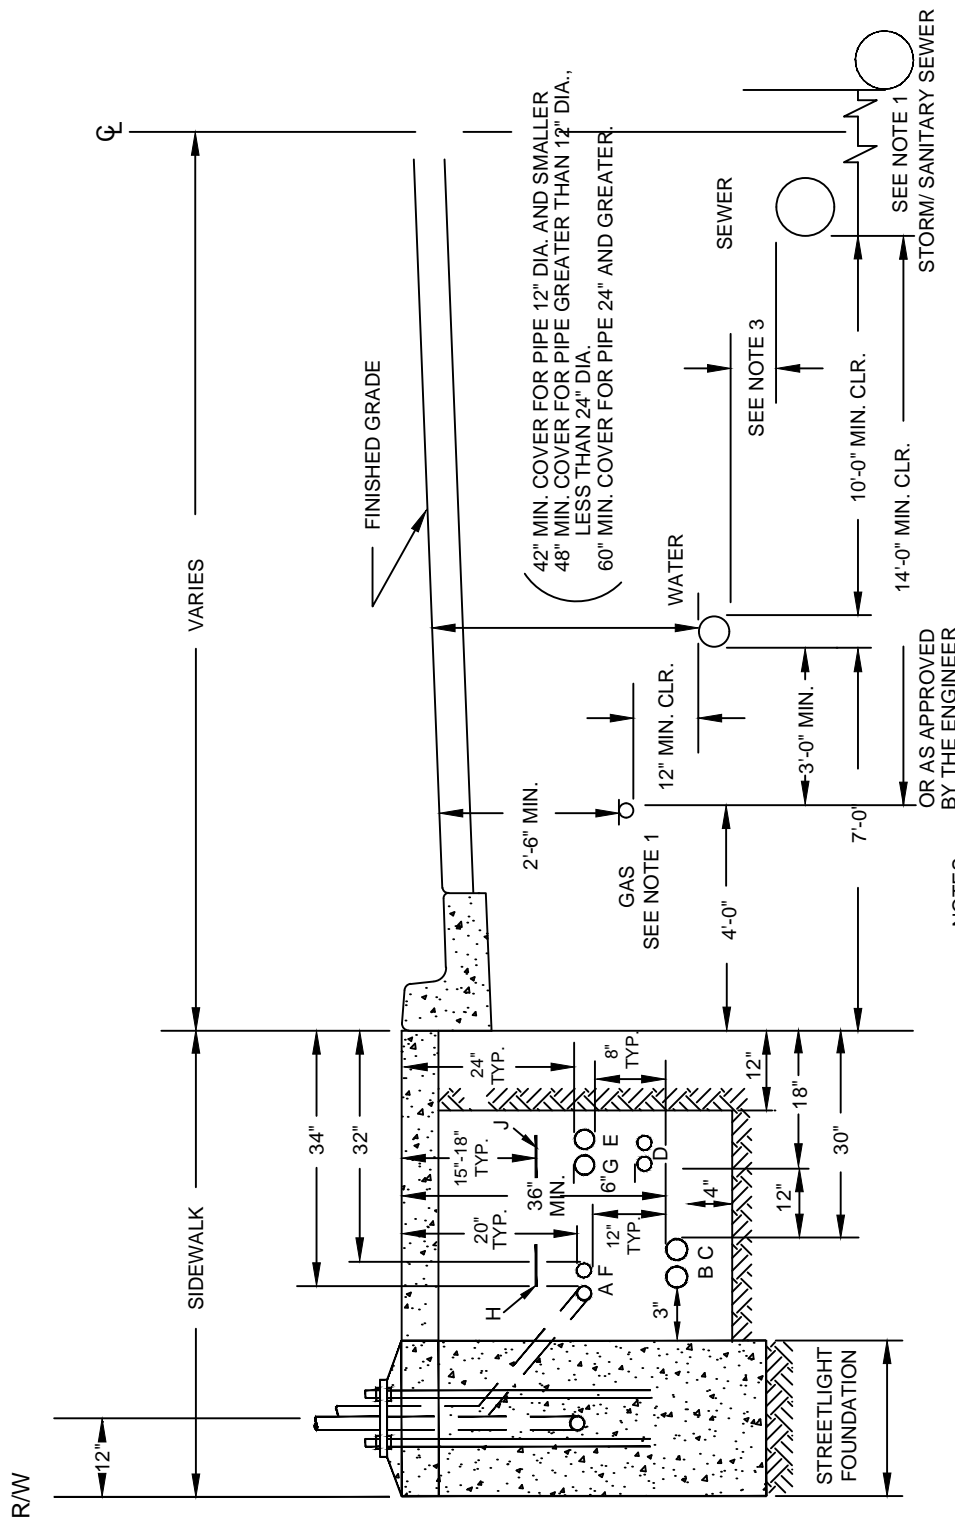 R/W
12"
SIDEWALK
VARIES
℄
34"
32"
FINISHED GRADE
42" MIN. COVER FOR PIPE 12" DIA. AND SMALLER
48" MIN. COVER FOR PIPE GREATER THAN 12" DIA.,
LESS THAN 24" DIA.
60" MIN. COVER FOR PIPE 24" AND GREATER.
24"
TYP.
15"-18"
TYP.
20"
TYP.
36"
MIN.
8"
TYP.
12"
TYP.
6"
4"
3"
H
J
A F
G E
D
B C
12"
18"
30"
12"
2'-6" MIN.
GAS
SEE NOTE 1
4'-0"
12" MIN. CLR.
WATER
3'-0" MIN.
7'-0"
SEWER
SEE NOTE 3
10'-0" MIN. CLR.
14'-0" MIN. CLR.
SEE NOTE 1
STORM/ SANITARY SEWER
OR AS APPROVED
BY THE ENGINEER
STREETLIGHT
FOUNDATION
NOTES